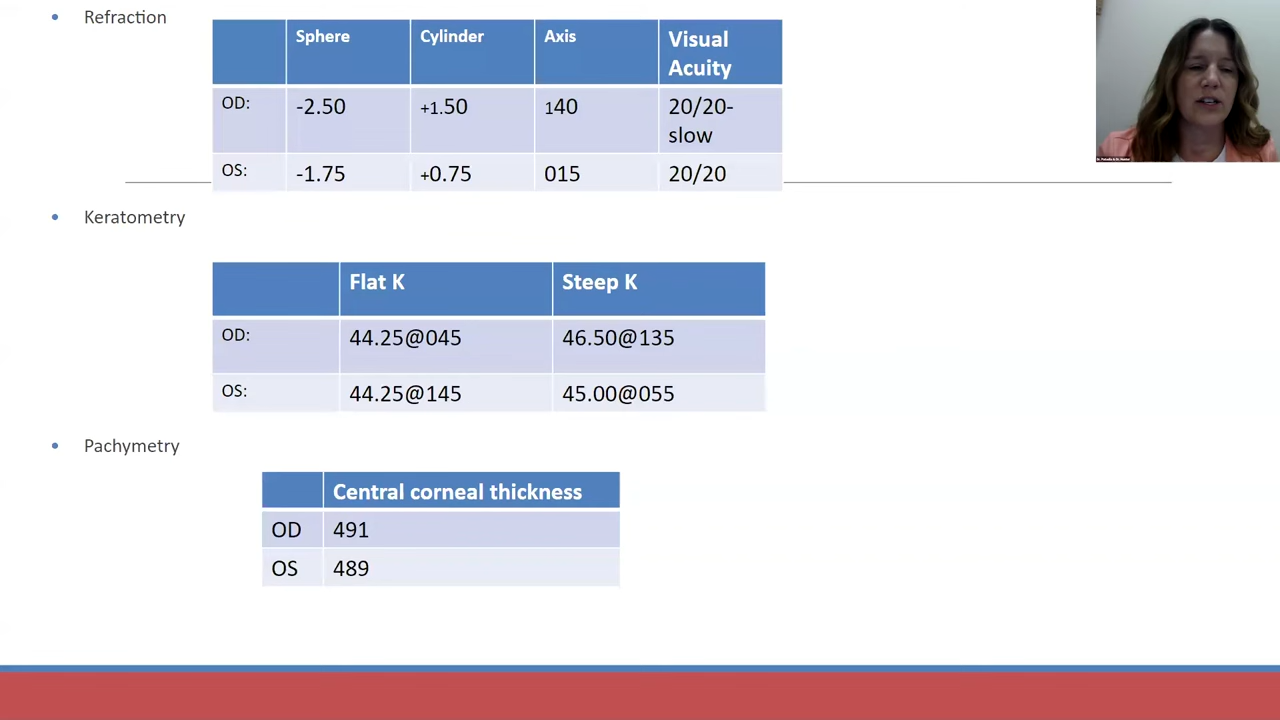 • Refraction
Sphere Cylinder Axis Visual
Acuity
OD: -2.50 +1.50 140 20/20-
slow
OS: -1.75 +0.75 015 20/20
• Keratometry
Flat K Steep K
OD: 44.25@045 46.50@135
OS: 44.25@145 45.00@055
• Pachymetry
Central corneal thickness
OD 491
OS 489